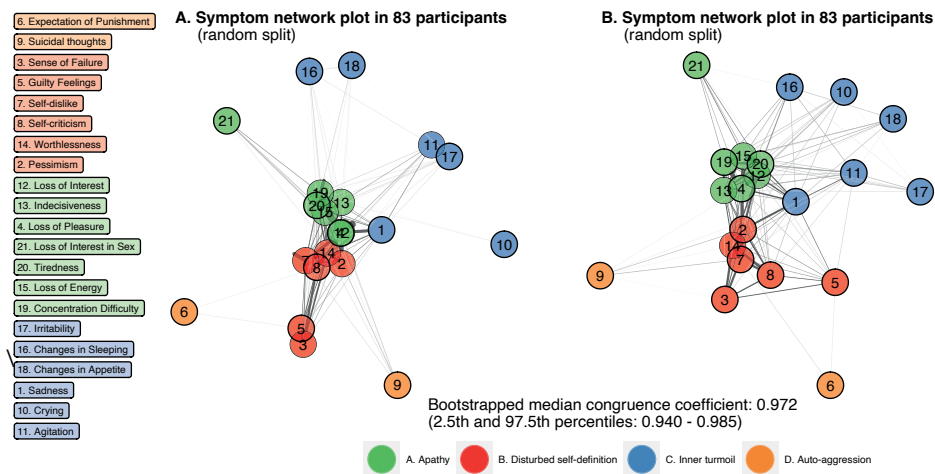 6. Expectation of Punishment
9. Suicidal thoughts
3. Sense of Failure
5. Guilty Feelings
7. Self-dislike
8. Self-criticism
14. Worthlessness
2. Pessimism
12. Loss of Interest
13. Indecisiveness
4. Loss of Pleasure
21. Loss of Interest in Sex
20. Tiredness
15. Loss of Energy
19. Concentration Difficulty
17. Irritability
16. Changes in Sleeping
18. Changes in Appetite
1. Sadness
10. Crying
11. Agitation
A. Symptom network plot in 83 participants
(random split)
16
18
21
11
17
19
20
15
13
4
12
1
10
14
7
8
2
6
5
3
9
B. Symptom network plot in 83 participants
(random split)
21
16
10
18
15
19
20
12
11
13
4
1
17
2
14
7
8
9
5
3
6
Bootstrapped median congruence coefficient: 0.972
(2.5th and 97.5th percentiles: 0.940 - 0.985)
A. Apathy
B. Disturbed self-definition
C. Inner turmoil
D. Auto-aggression